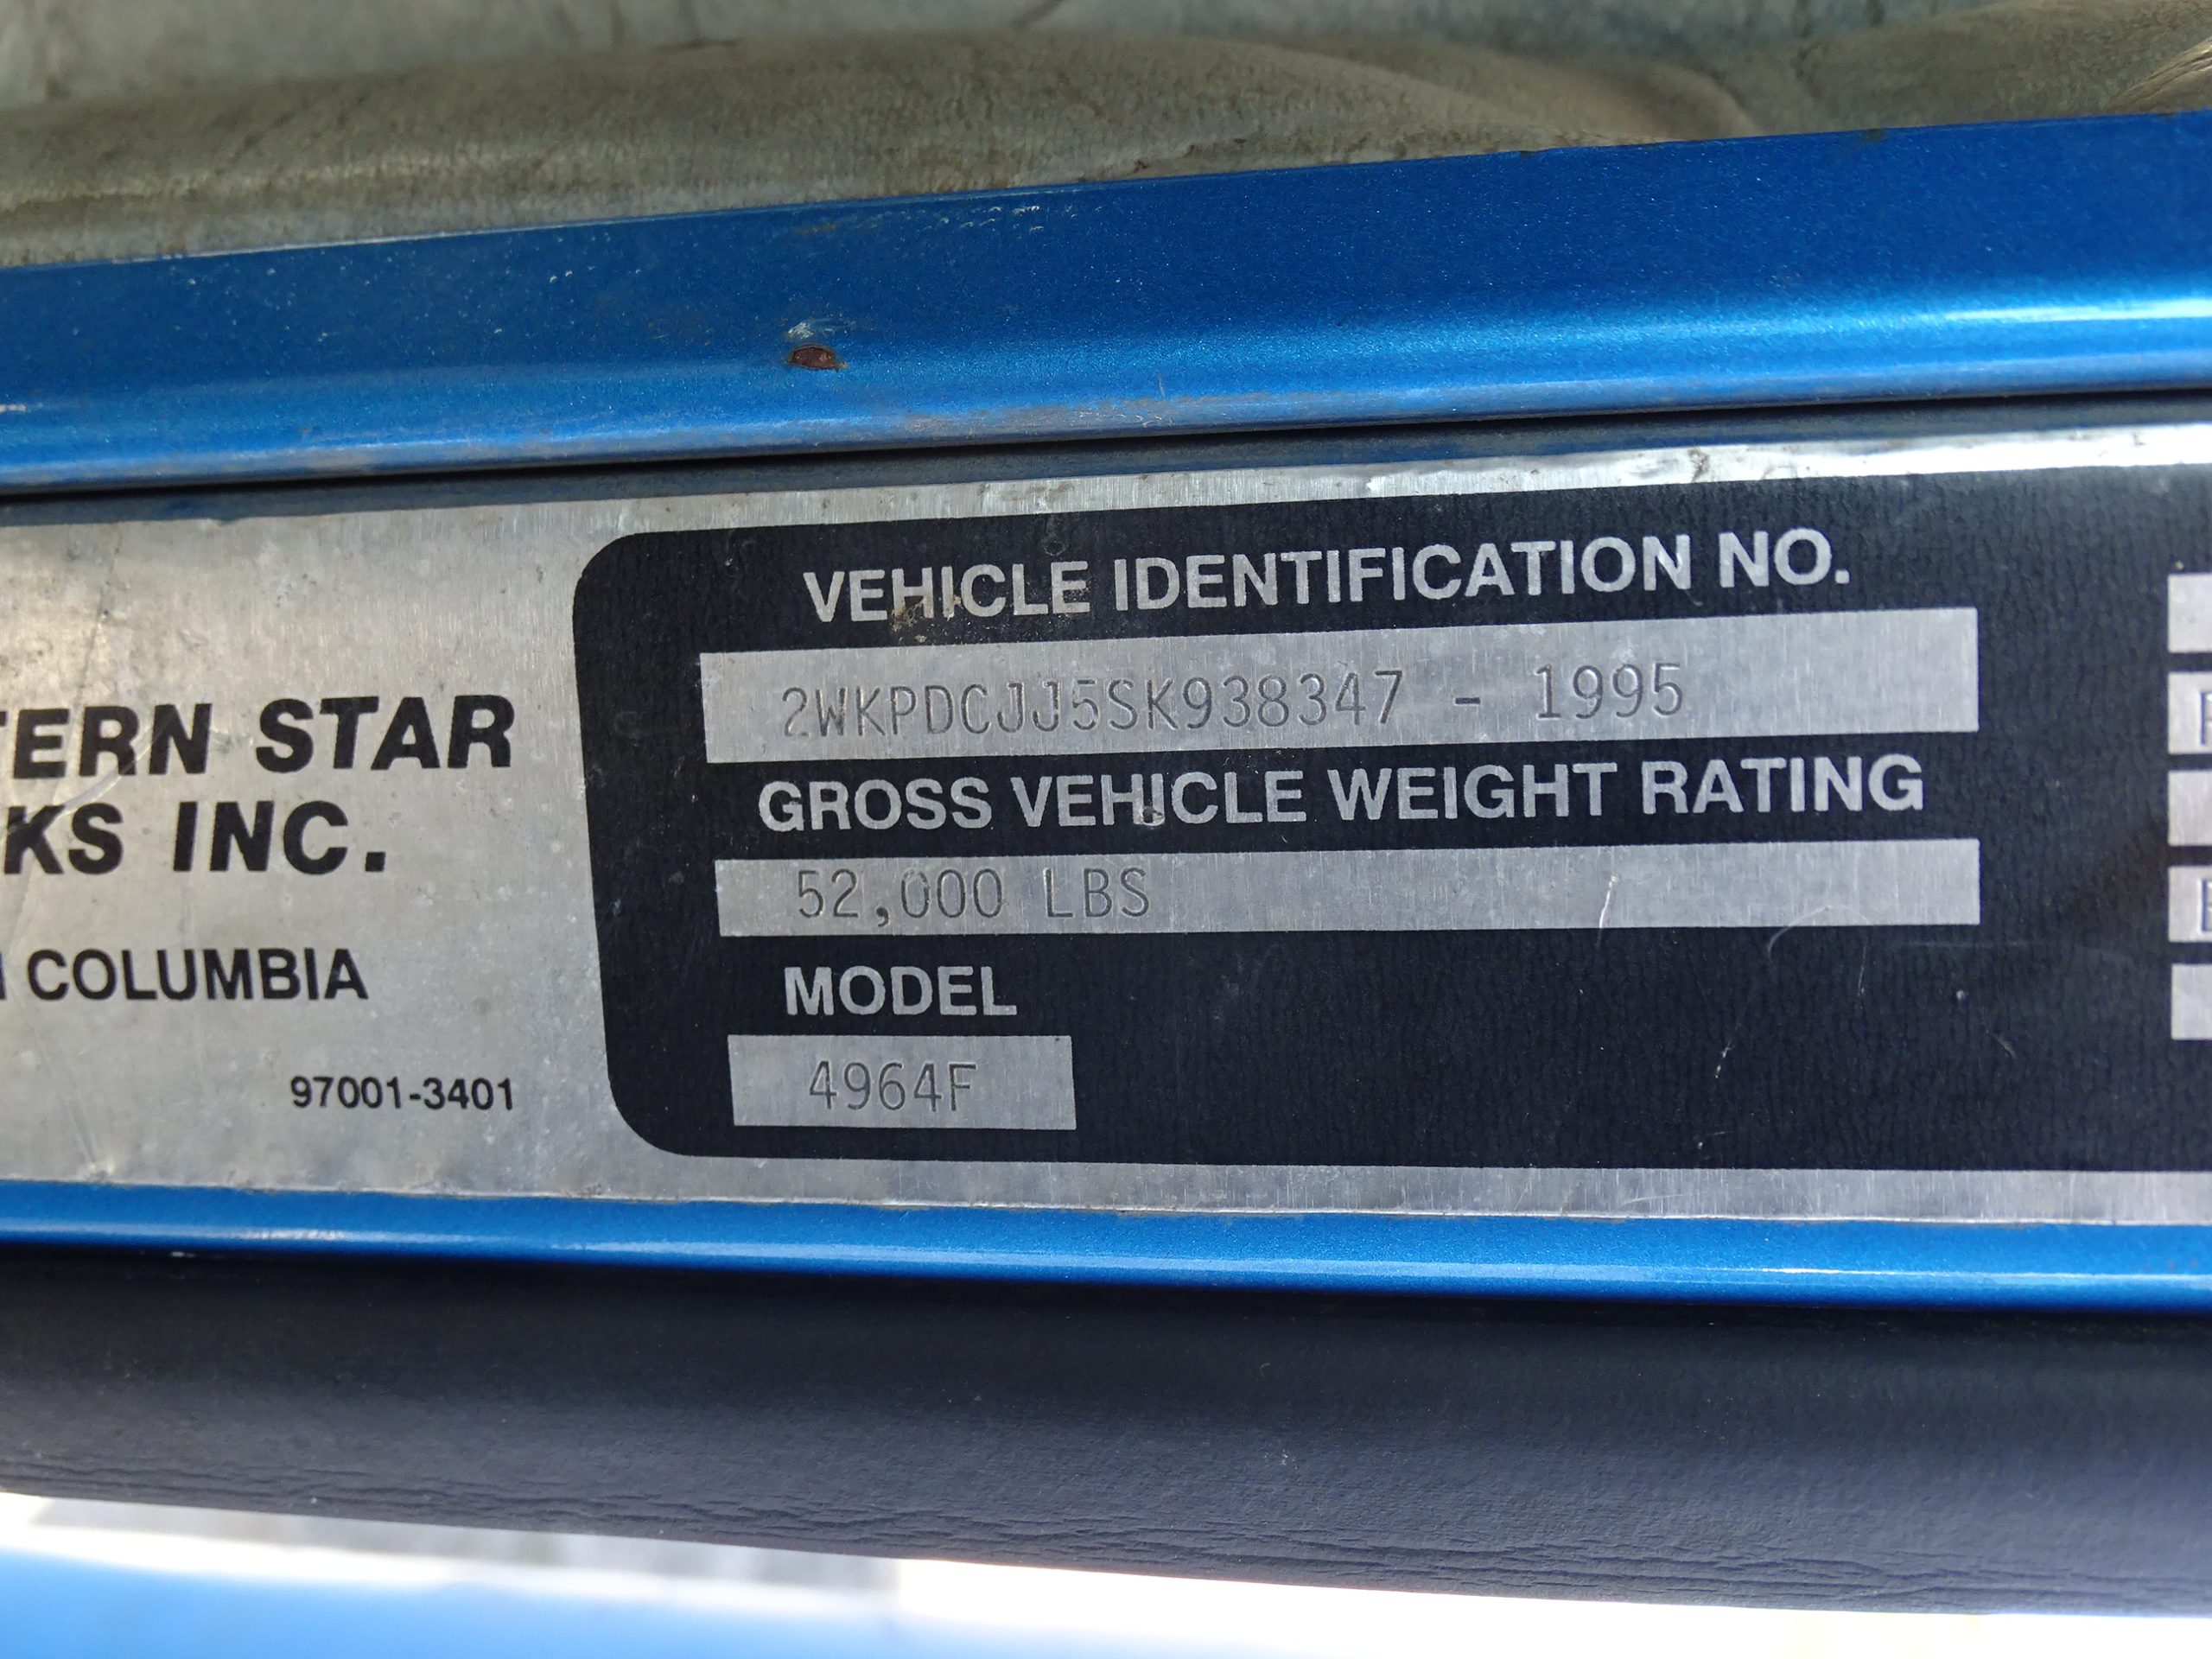 TERN STAR
KS INC.
COLUMBIA
97001-3401
VEHICLE IDENTIFICATION NO.
2WKPDCJJ5SK938347 - 1995
GROSS VEHICLE WEIGHT RATING
52,000 LBS
MODEL
4964F